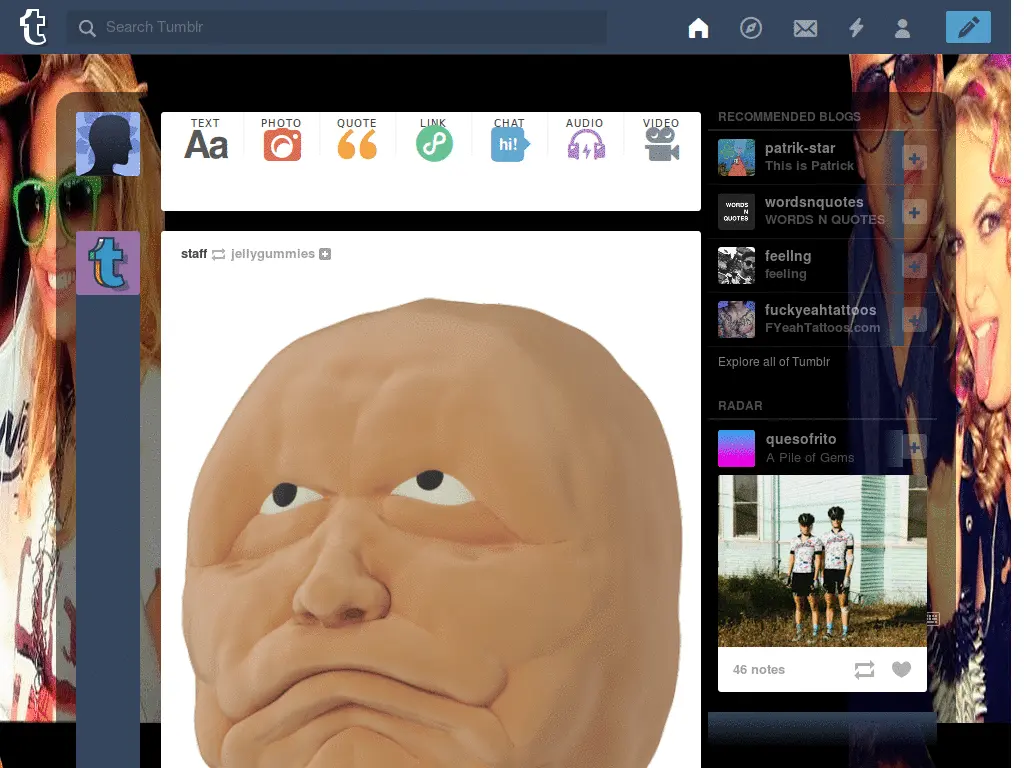 t
Search Tumblr
TEXT PHOTO QUOTE LINK CHAT AUDIO VIDEO
Aa
hi!
staff jellygummies
RECOMMENDED BLOGS
patrik-star
This is Patrick
WORDS
N
QUOTES
wordsnquotes
WORDS N QUOTES
feellng
feeling
fuckyeahtattoos
FYeahTattoos.com
Explore all of Tumblr
RADAR
quesofrito
A Pile of Gems
46 notes
t